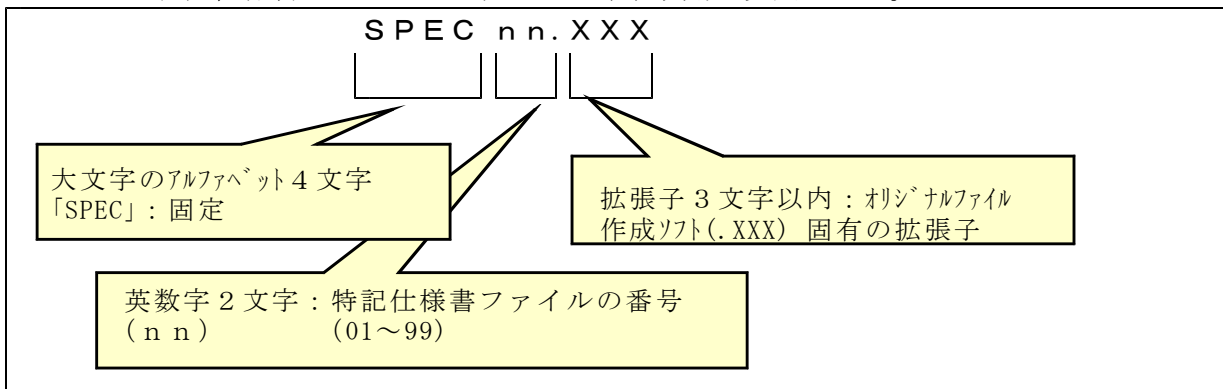 ＳＰＥＣ ｎｎ.ＸＸＸ
大文字のｱﾙﾌｧﾍﾞｯﾄ４文字
「SPEC」: 固定
拡張子３文字以内：ｵﾘｼﾞﾅﾙﾌｧｲﾙ
作成ｿﾌﾄ(.XXX) 固有の拡張子
英数字２文字：特記仕様書ファイルの番号
(ｎｎ) (01～99)